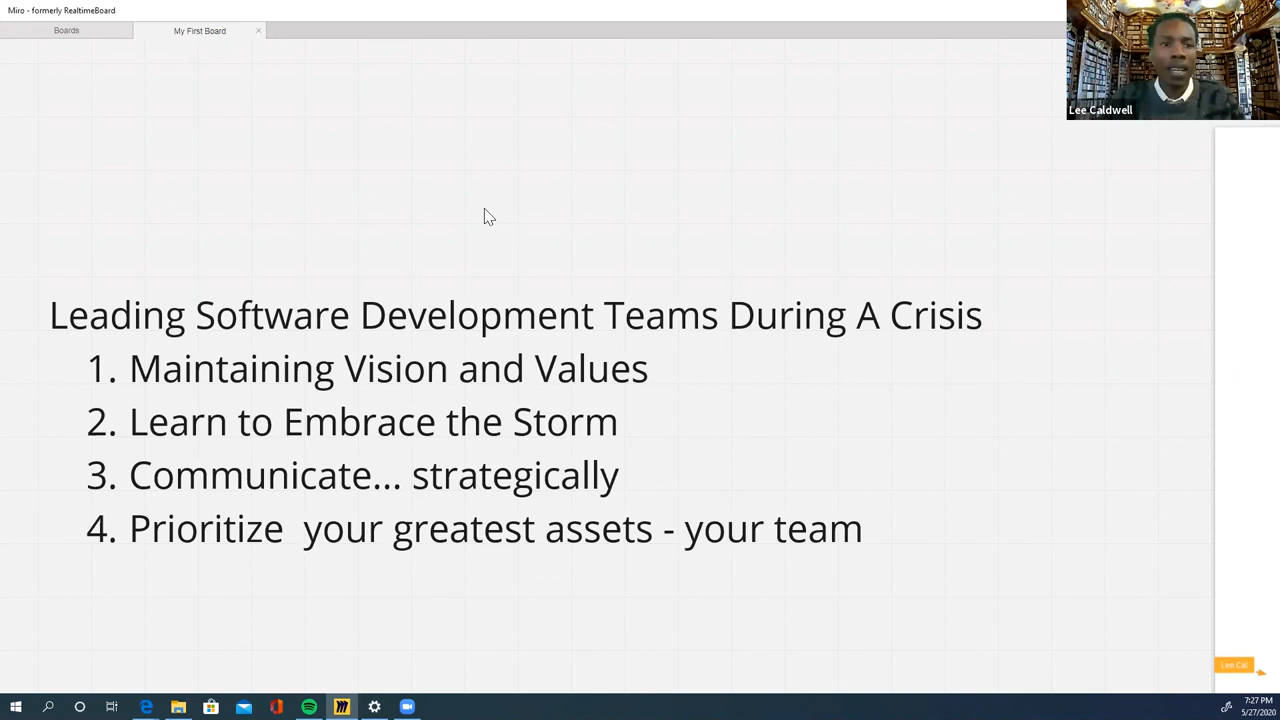 Miro - formerly RealtimeBoard
Boards
My First Board
Lee Caldwell
Leading Software Development Teams During A Crisis
1. Maintaining Vision and Values
2. Learn to Embrace the Storm
3. Communicate... strategically
4. Prioritize  your greatest assets - your team
Lee Cal
7:27 PM
5/27/2020